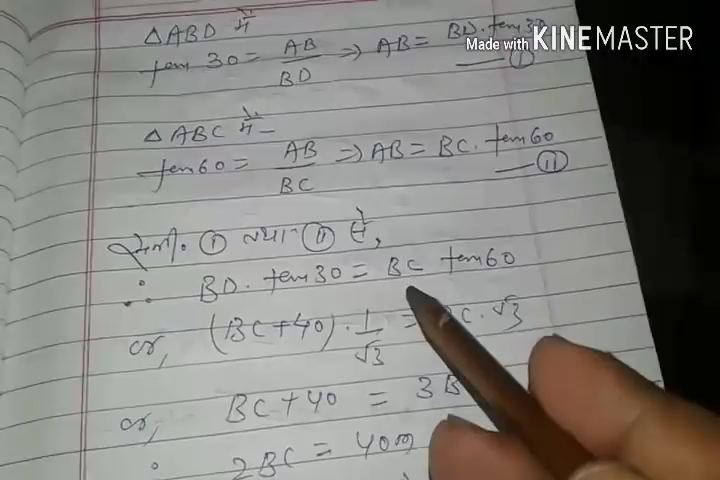 △ABD में
tan 30 = AB/BD ⇒ AB = BD. tan 30 — (I)
Made with KINEMASTER
△ABC में –
tan 60 = AB/BC ⇒ AB = BC. tan 60 — (II)
समी॰ (I) तथा (II) से,
∴ BD. tan 30 = BC tan 60
or, (BC+40) · 1/√3 = BC · √3
or, BC + 40 = 3B
∴ 2BC = 40m